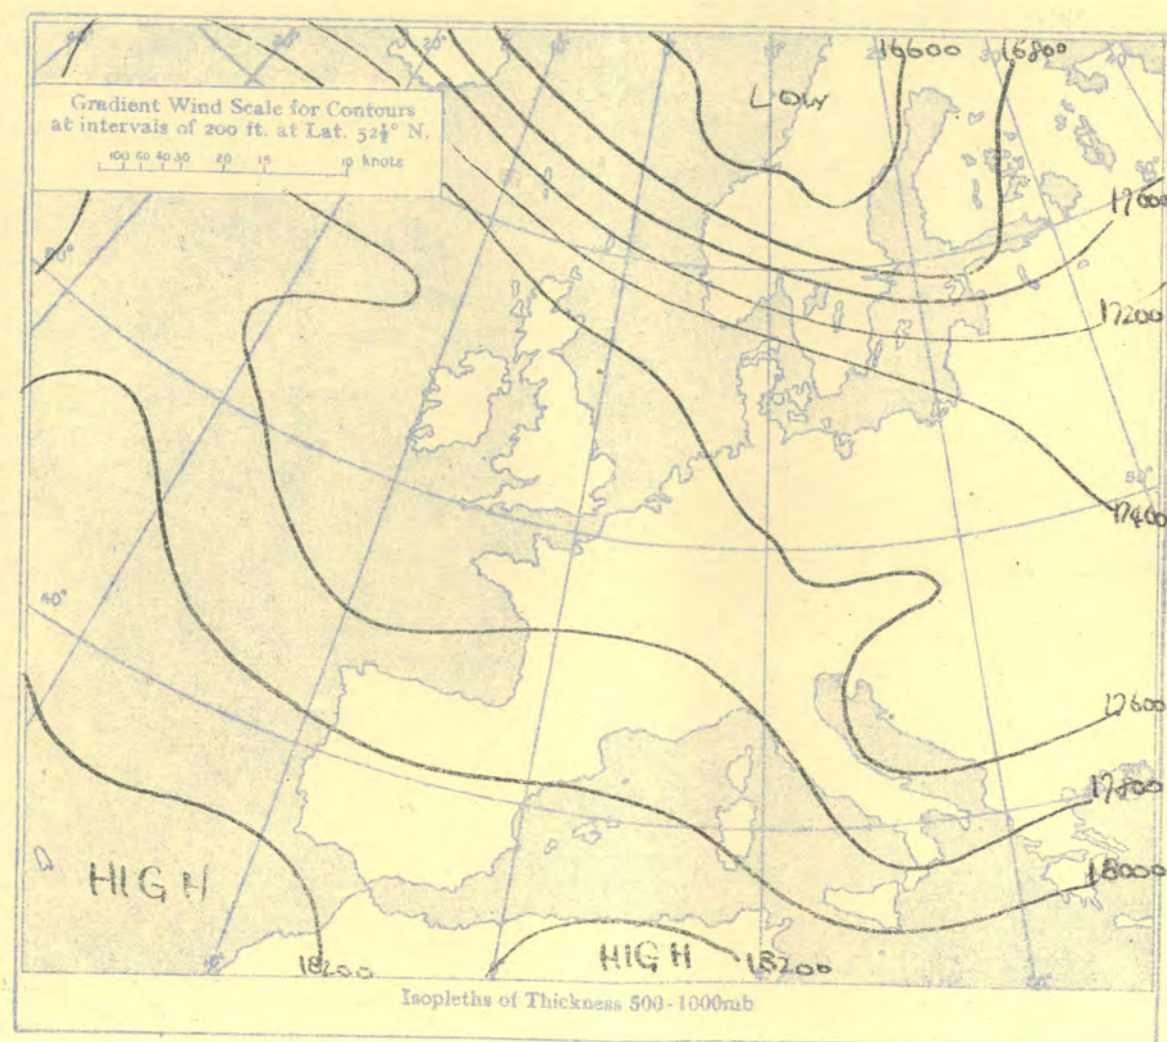 16600
16800
LOW
Gradient Wind Scale for Contours
at intervals of 200 ft. at Lat. 52½° N.
100 60 40 30 20 15 10 knots
17000
17200
50°
17400
40°
17600
17800
18000
HIGH
HIGH
18200
18200
Isopleths of Thickness 500-1000mb